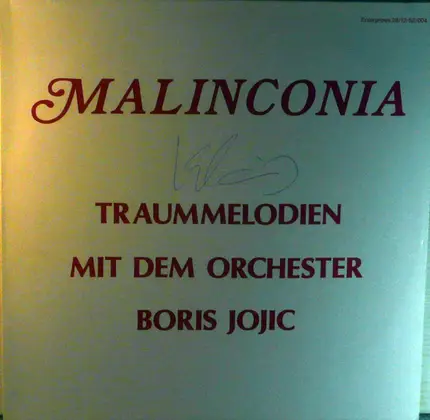 MALINCONIA
TRAUMMELODIEN
MIT DEM ORCHESTER
BORIS JOJIC